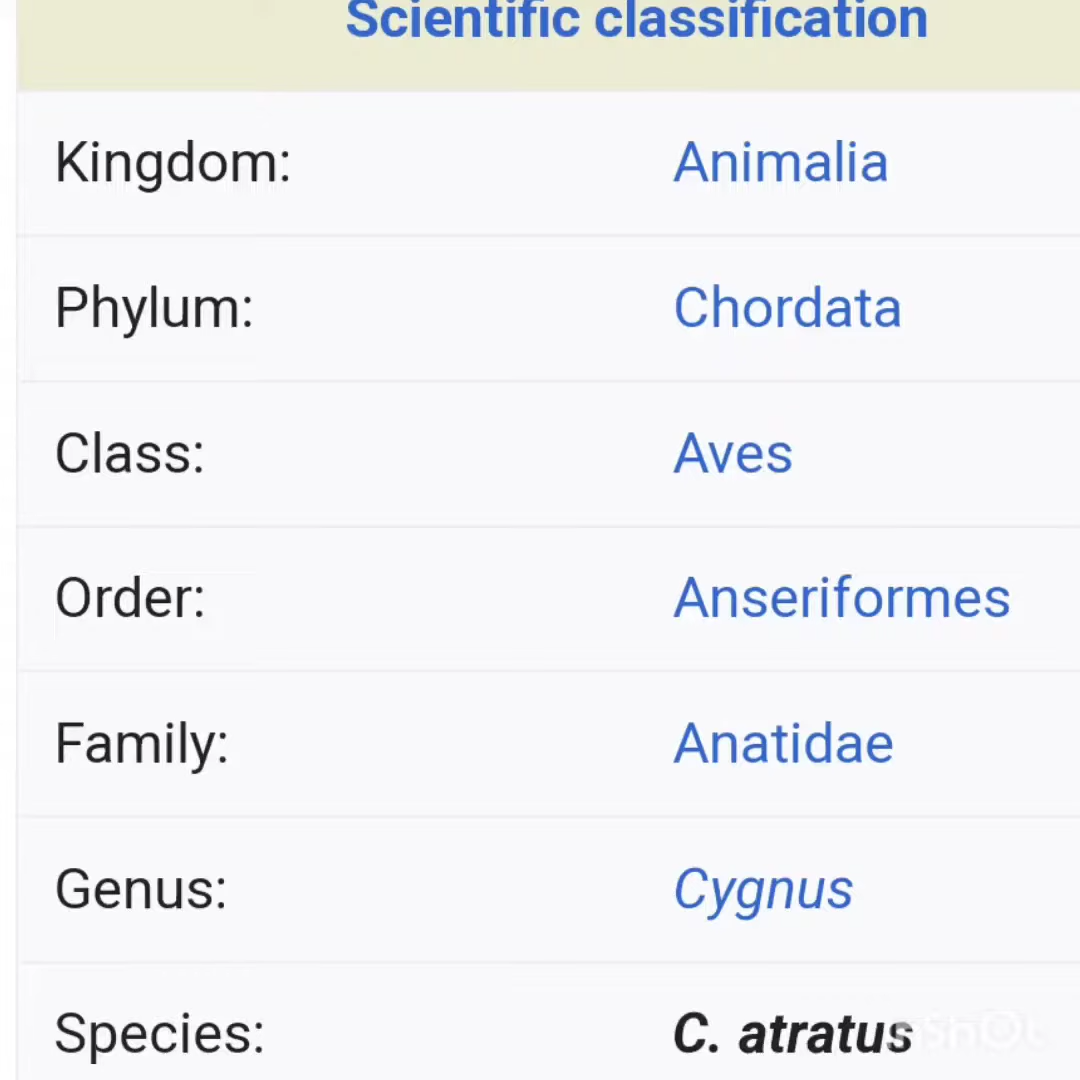 Scientific classification
Kingdom: Animalia
Phylum: Chordata
Class: Aves
Order: Anseriformes
Family: Anatidae
Genus: Cygnus
Species: C. atratus